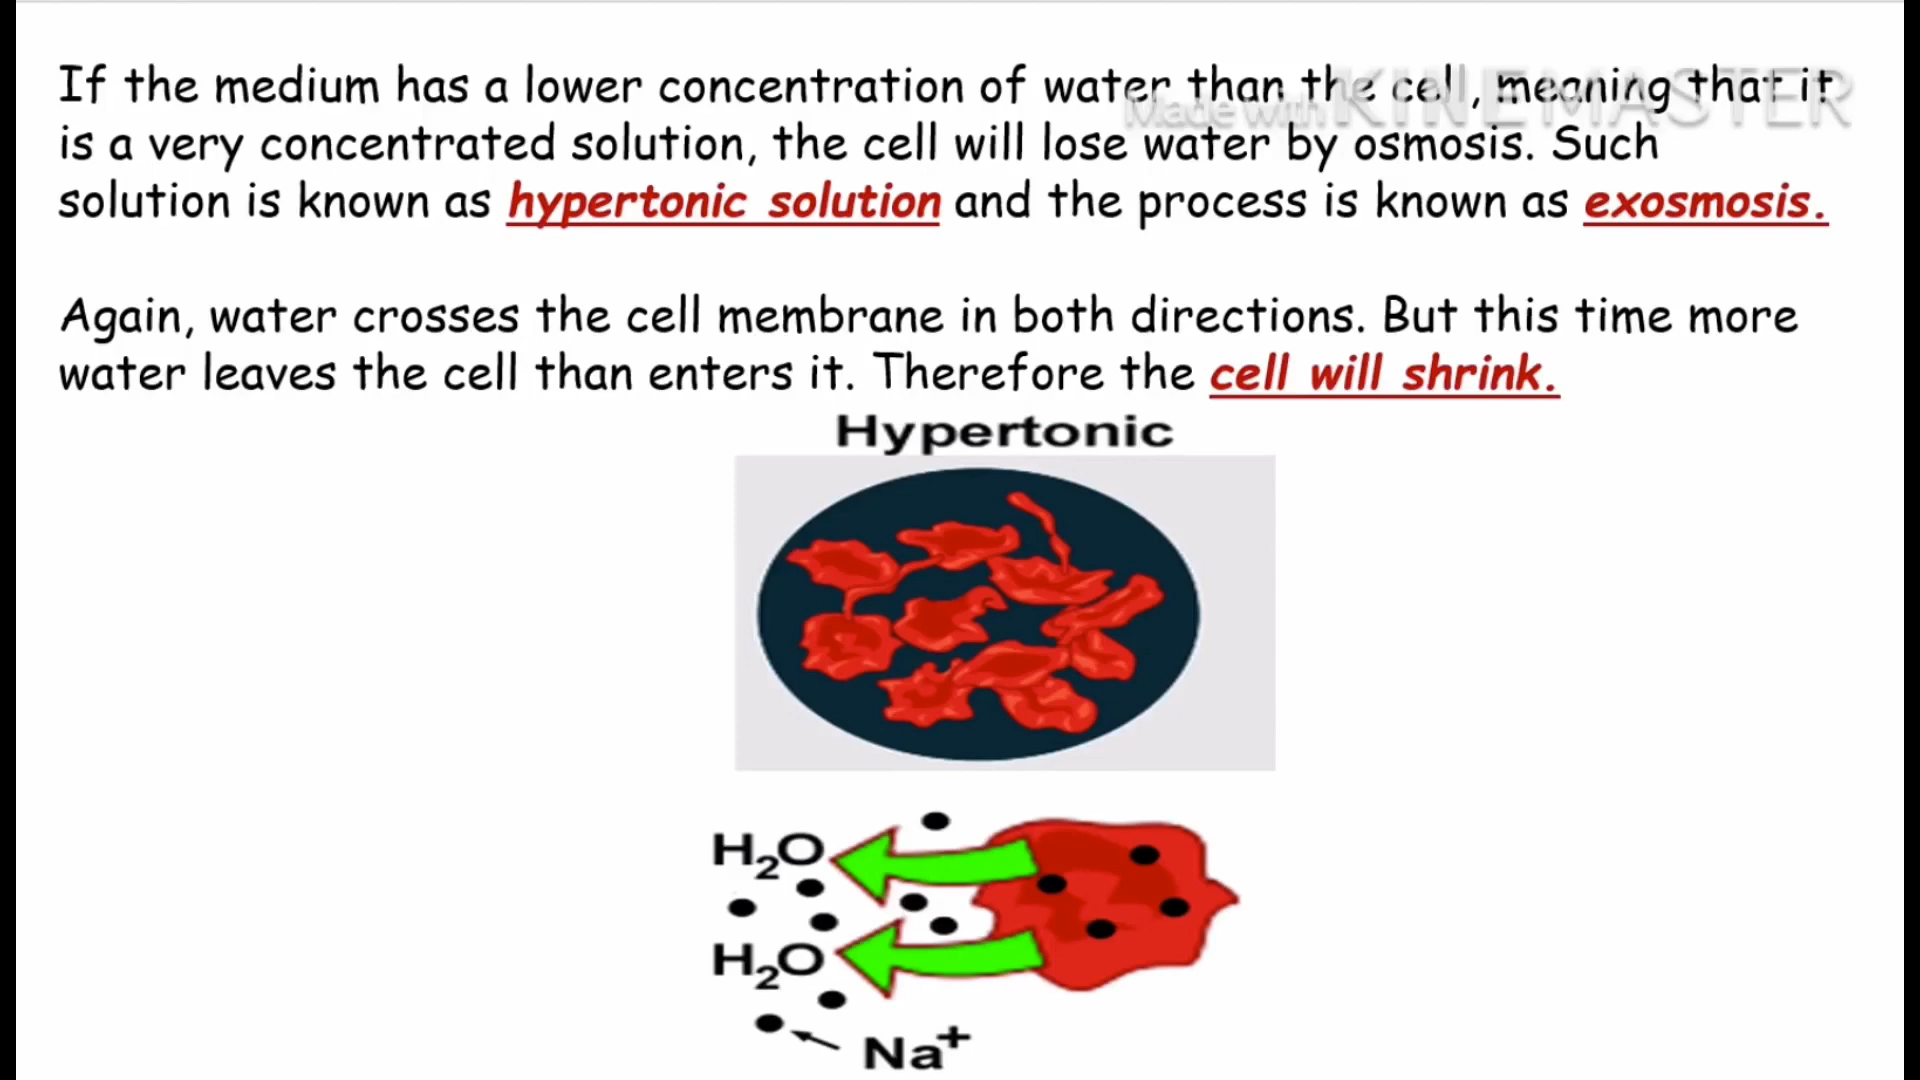 If the medium has a lower concentration of water than the cell, meaning that it
is a very concentrated solution, the cell will lose water by osmosis. Such
solution is known as hypertonic solution and the process is known as exosmosis.
Again, water crosses the cell membrane in both directions. But this time more
water leaves the cell than enters it. Therefore the cell will shrink.
Made with KINEMASTER
Hypertonic
H₂O
H₂O
Na⁺